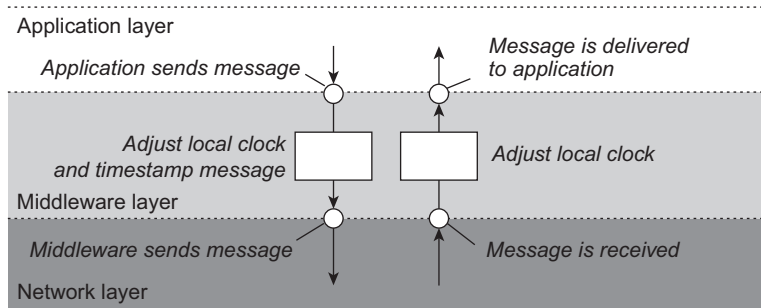 Application layer
Application sends message
Message is delivered
to application
Adjust local clock
and timestamp message
Adjust local clock
Middleware layer
Middleware sends message
Message is received
Network layer